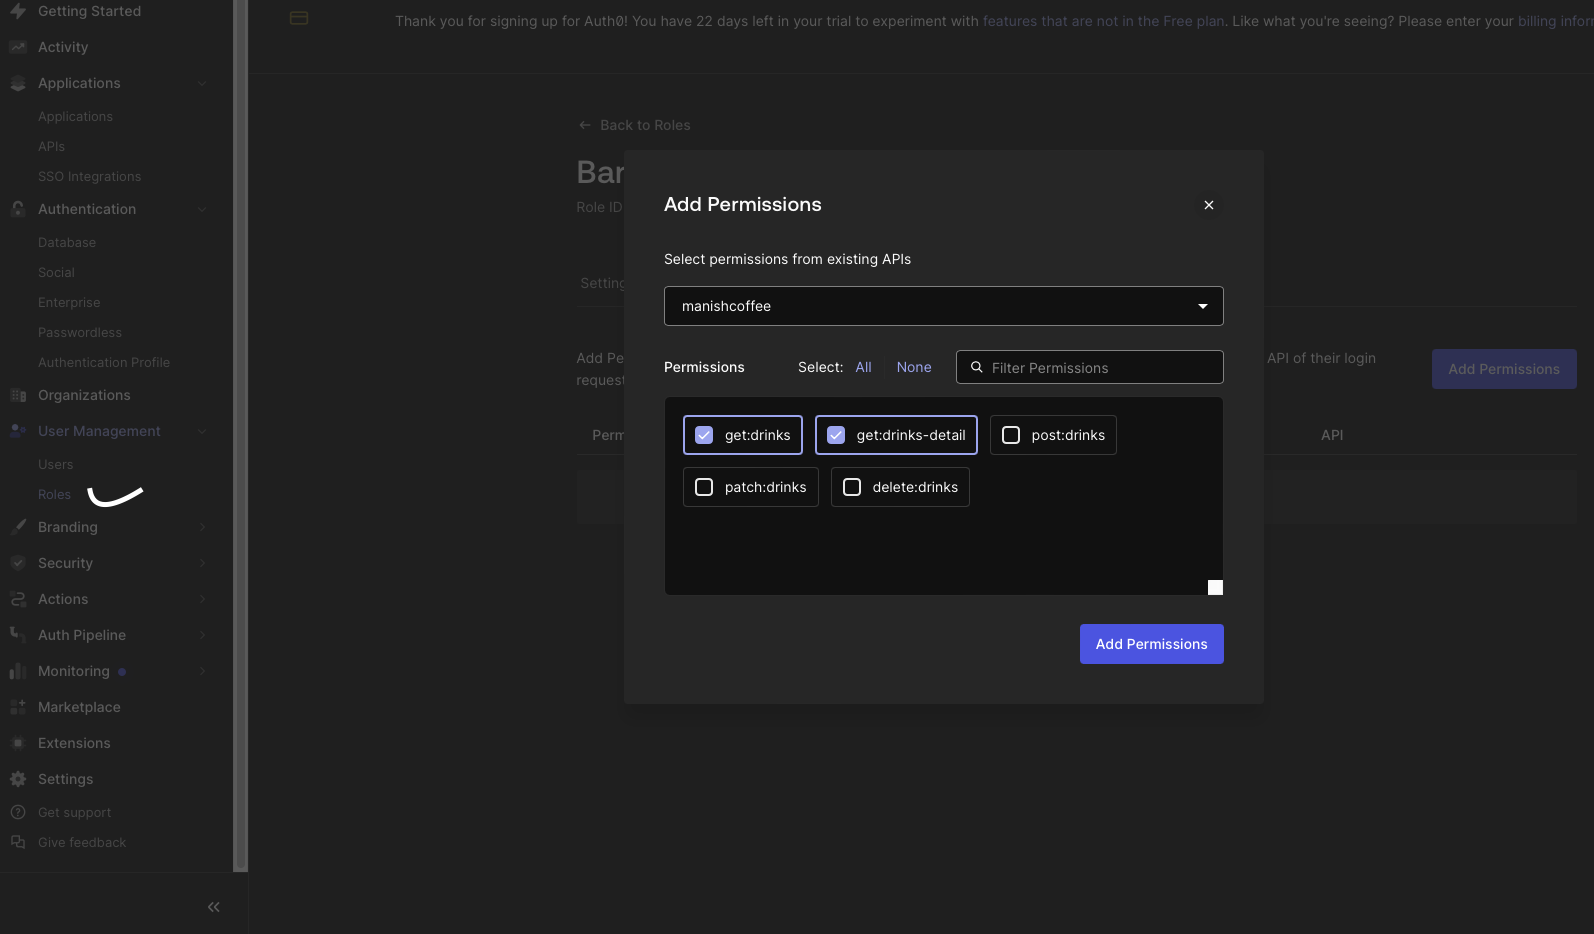 Getting Started
Activity
Applications
Applications
APIs
SSO Integrations
Authentication
Database
Social
Enterprise
Passwordless
Authentication Profile
Organizations
User Management
Users
Roles
Branding
Security
Actions
Auth Pipeline
Monitoring
Marketplace
Extensions
Settings
Get support
Give feedback
Thank you for signing up for Auth0! You have 22 days left in your trial to experiment with features that are not in the Free plan. Like what you're seeing? Please enter your billing infor
Back to Roles
Bar
Role ID
Setting
Add Pe
API of their login
request
Add Permissions
Perm
API
Add Permissions
Select permissions from existing APIs
manishcoffee
Permissions Select: All None Filter Permissions
get:drinks get:drinks-detail post:drinks
patch:drinks delete:drinks
Add Permissions